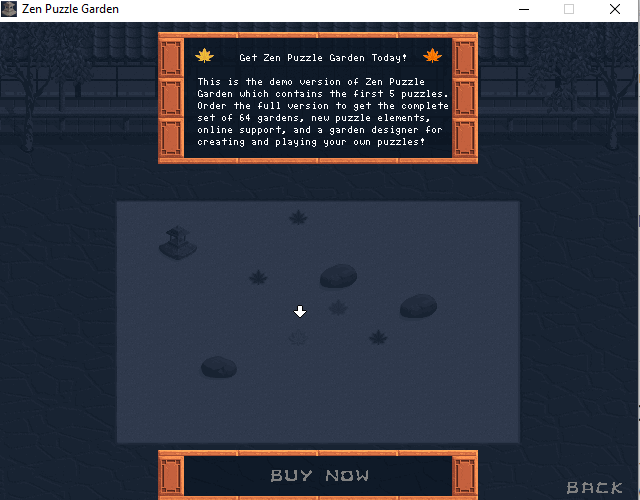 Zen Puzzle Garden
Get Zen Puzzle Garden Today!
This is the demo version of Zen Puzzle
Garden which contains the first 5 puzzles.
Order the full version to get the complete
set of 64 gardens, new puzzle elements,
online support, and a garden designer for
creating and playing your own puzzles!
BUY NOW
BACK